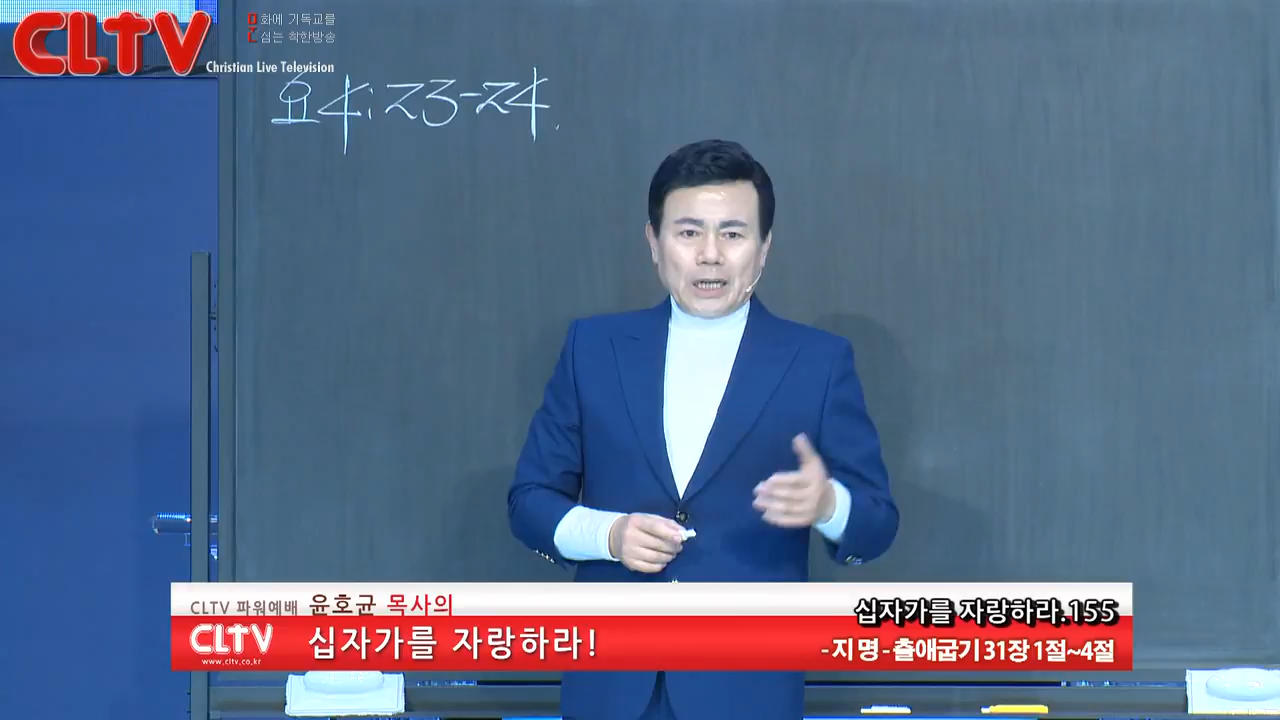 CLTV
문화에 기독교를
심는 착한방송
Christian Live Television
요 4:23-24.
CLTV 파워예배 윤호균 목사의
십자가를 자랑하라.155
CLTV
www.cltv.co.kr
십자가를 자랑하라!
- 지명 - 출애굽기 31장 1절~4절